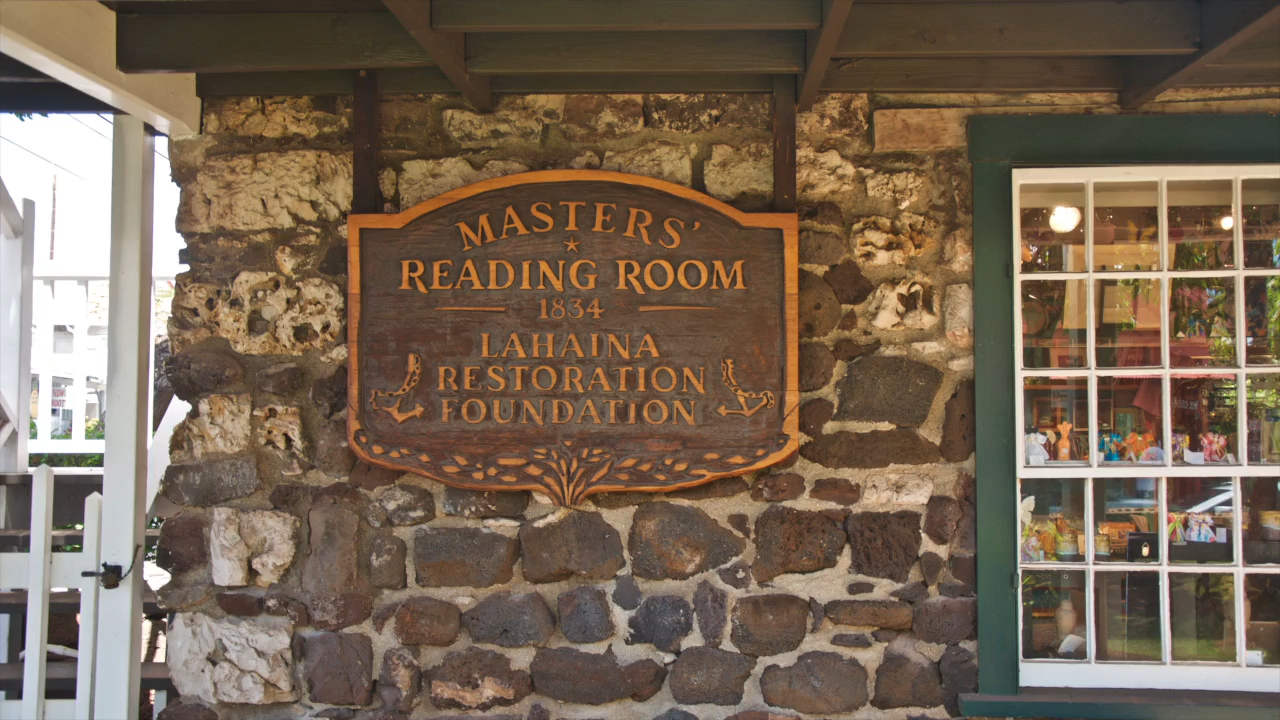 MASTERS'
READING ROOM
1834
LAHAINA
RESTORATION
FOUNDATION